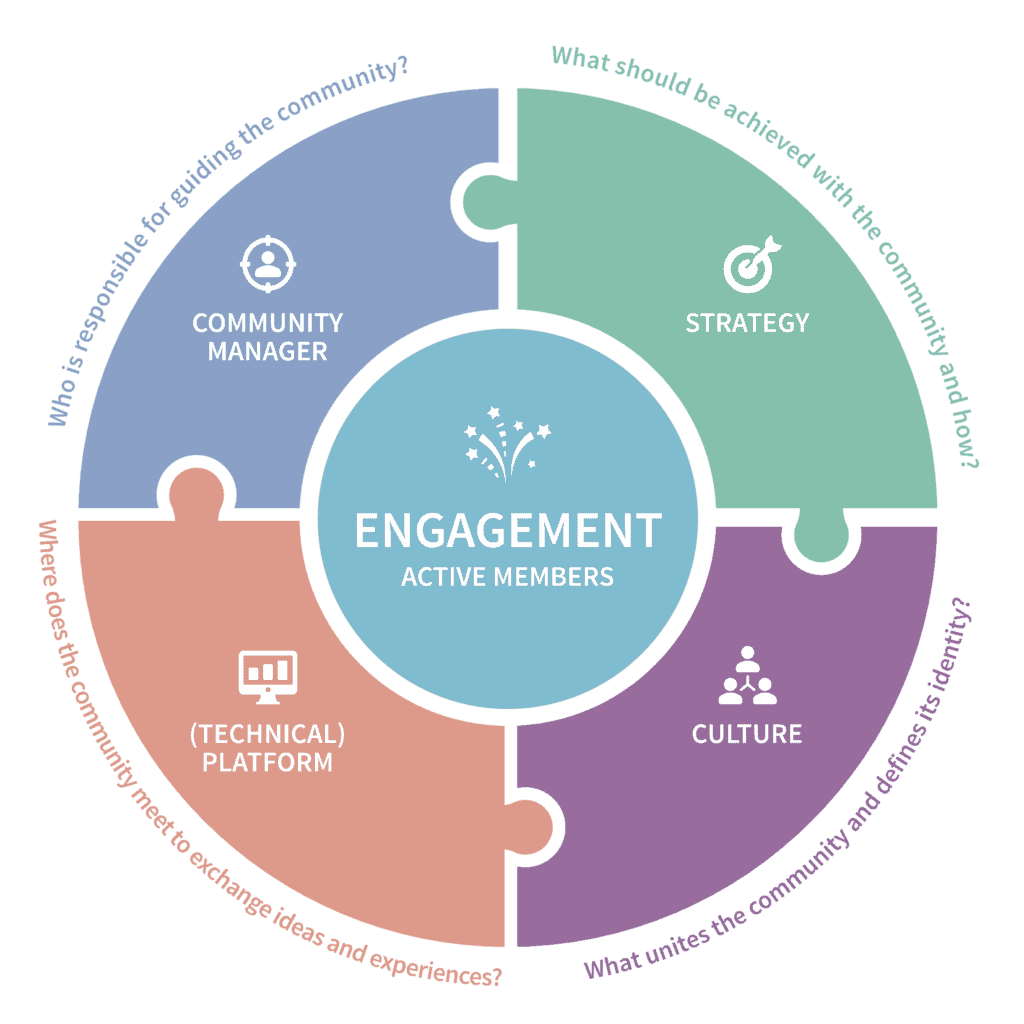 Who is responsible for guiding the community?
What should be achieved with the community and how?
COMMUNITY
MANAGER
STRATEGY
ENGAGEMENT
ACTIVE MEMBERS
(TECHNICAL)
PLATFORM
CULTURE
Where does the community meet to exchange ideas and experiences?
What unites the community and defines its identity?